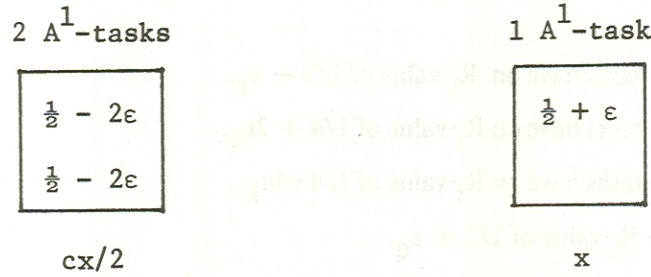 2 A¹-tasks
½ - 2ε
½ - 2ε
cx/2
1 A¹-task
½ + ε
x